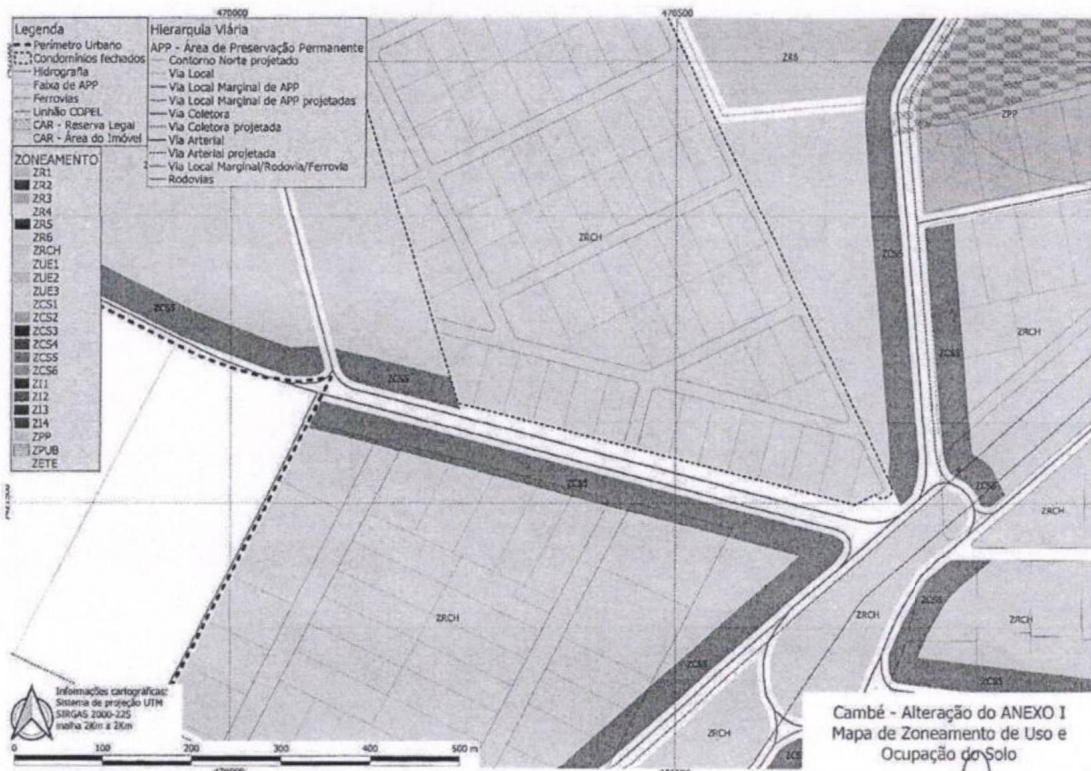 470000
470500
Legenda
Perímetro Urbano
Condomínios fechados
Hidrografia
Faixa de APP
Ferrovias
Linhão COPEL
CAR - Reserva Legal
CAR - Área do Imóvel
Hierarquia Viária
APP - Área de Preservação Permanente
Contorno Norte projetado
Via Local
Via Local Marginal de APP
Via Local Marginal de APP projetadas
Via Coletora
Via Coletora projetada
Via Arterial
Via Arterial projetada
Via Local Marginal/Rodovia/Ferrovia
Rodovias
ZONEAMENTO
ZR1
ZR2
ZR3
ZR4
ZR5
ZR6
ZRCH
ZUE1
ZUE2
ZUE3
ZCS1
ZCS2
ZCS3
ZCS4
ZCS5
ZCS6
ZI1
ZI2
ZI3
ZI4
ZPP
ZPUB
ZETE
ZPP
ZRCH
ZCS5
ZCS5
ZCS5
ZRCH
ZCS5
ZCS5
ZCS5
ZRCH
ZRCH
ZCS5
ZRCH
ZRCH
ZCS5
ZCS5
ZRCH
Informações cartográficas:
Sistema de projeção UTM
SIRGAS 2000-22S
malha 2Km x 2Km
0 100 200 300 400 500 m
Cambé - Alteração do ANEXO I
Mapa de Zoneamento de Uso e
Ocupação do Solo